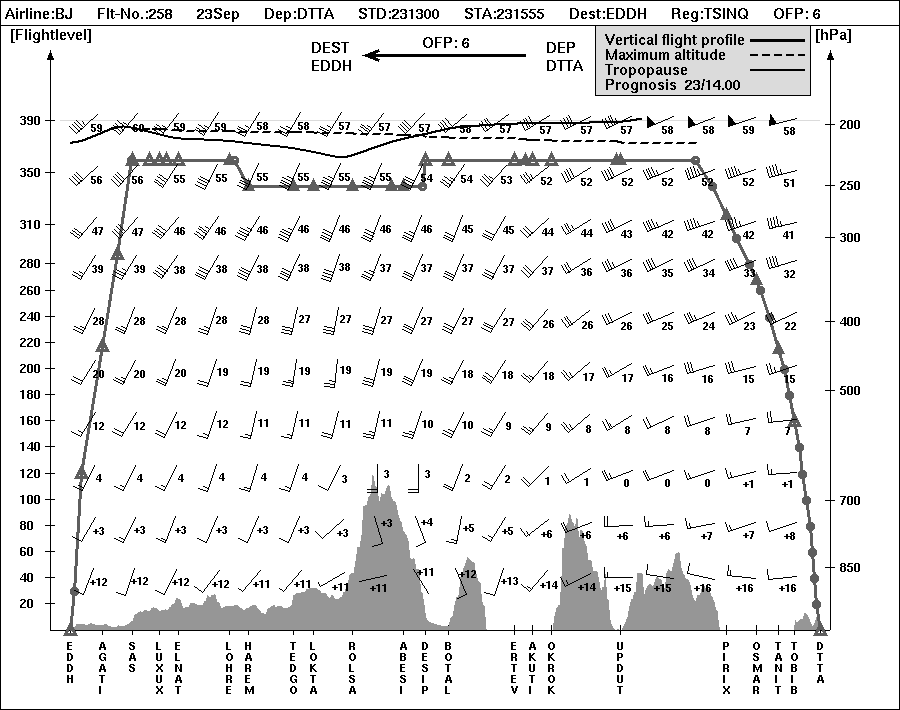 Airline:BJ Flt-No.:258 23Sep Dep:DTTA STD:231300 STA:231555 Dest:EDDH Reg:TSINQ OFP: 6
[Flightlevel] [hPa]
DEST OFP: 6 DEP
EDDH DTTA
Vertical flight profile
Maximum altitude
Tropopause
Prognosis 23/14.00
390 59 60 59 59 58 58 57 57 57 58 57 57 57 57 58 58 59 58 200
350 56 56 55 55 55 55 55 55 54 54 53 52 52 52 52 52 52 51 250
310 47 47 46 46 46 46 46 46 46 45 45 44 44 43 42 42 42 41 300
280
39 39 38 38 38 38 38 37 37 37 37 37 36 36 35 34 33 32
260
240 28 28 28 28 28 27 27 27 27 27 27 26 26 26 25 24 23 22 400
220
200 20 20 20 19 19 19 19 19 19 18 18 18 17 17 16 16 15 15
180 500
160 12 12 12 12 11 11 11 11 10 10 9 9 8 8 8 8 7 7
140
120 4 4 4 4 4 4 3 3 3 2 2 1 1 0 0 0 +1 +1
100 700
80 +3 +3 +3 +3 +3 +3 +3 +3 +4 +5 +5 +6 +6 +6 +6 +7 +7 +8
60 850
40 +12 +12 +12 +12 +11 +11 +11 +11 +11 +12 +13 +14 +14 +15 +15 +16 +16 +16
20
EDDH AGATI SAS LUXUX ELNAT LOHRE HAREM TEDGO LOKTA ROLSA ABESI DESIP BOTAL ERTEV AKUTI OKROK UPDUT PIRIX OSMAR TANIT TOBIB DTTA